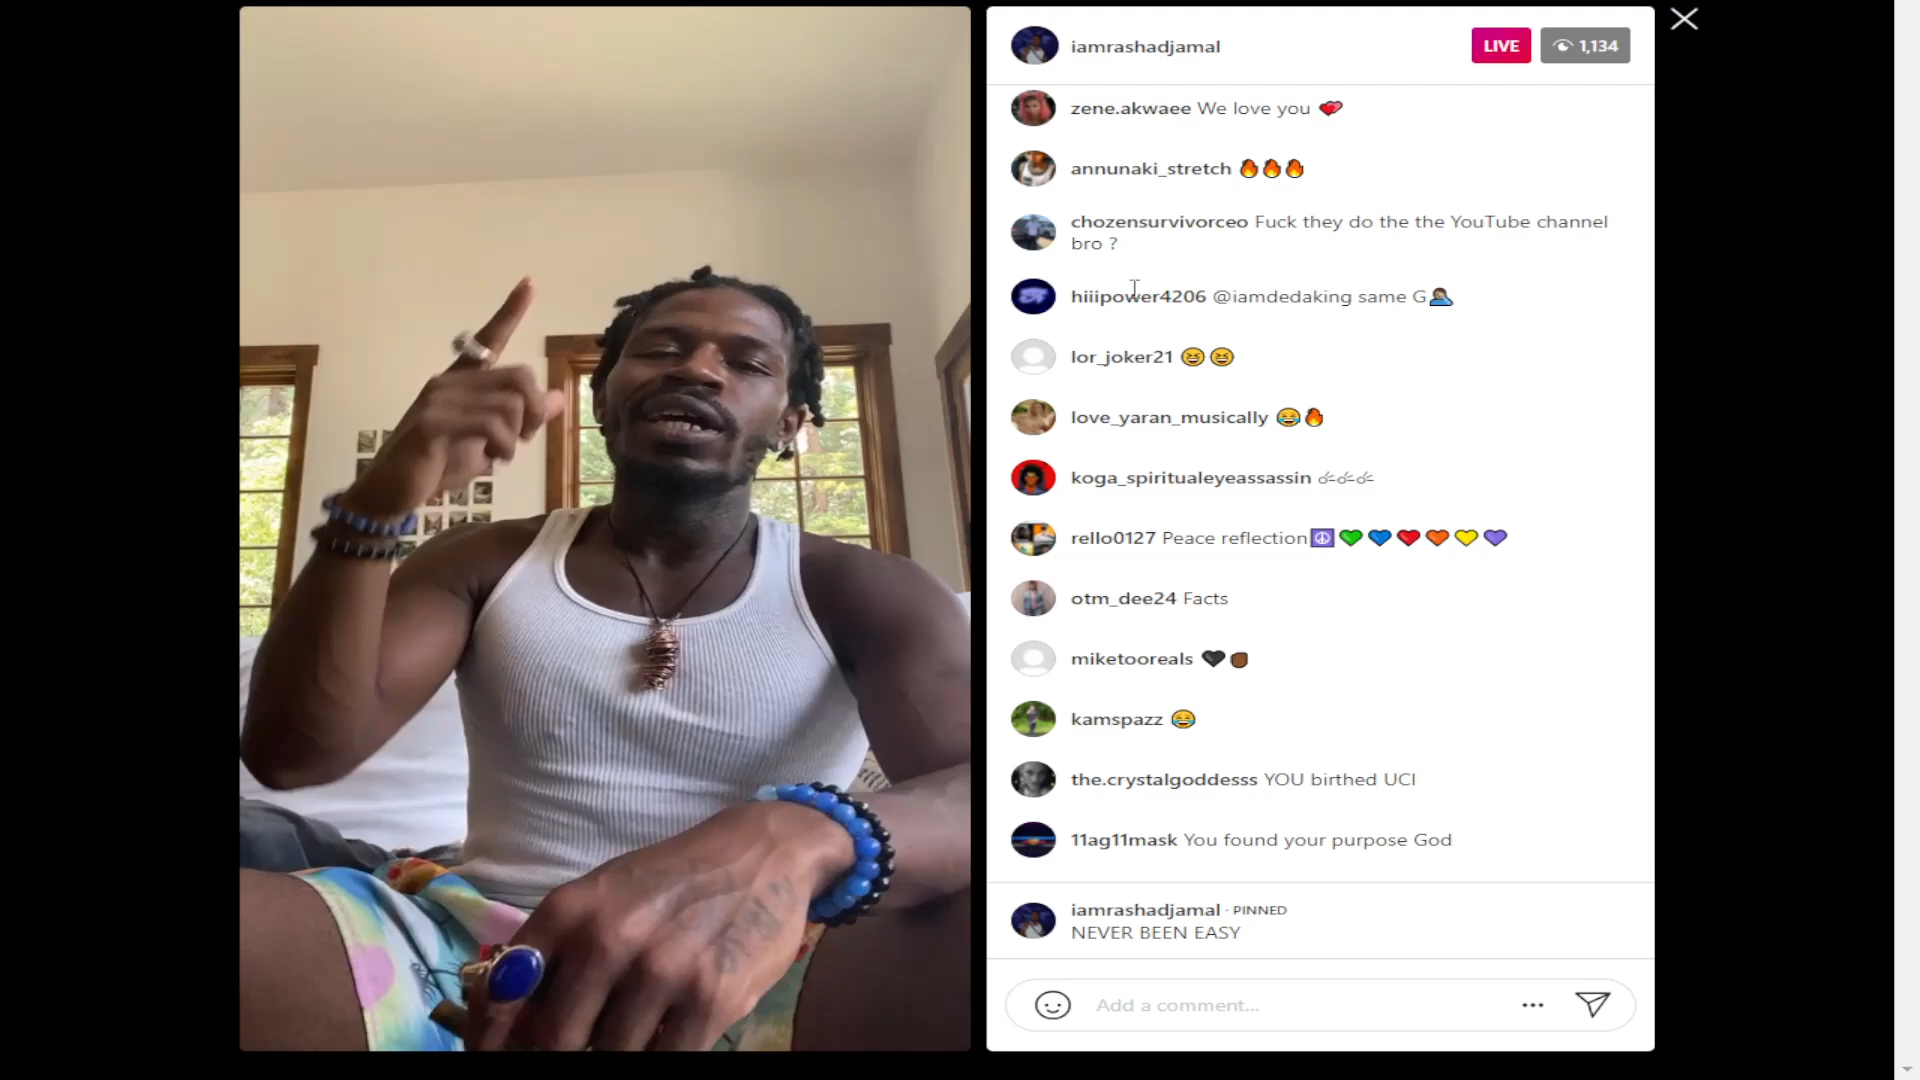 iamrashadjamal LIVE 1,134
zene.akwaee We love you 💕
annunaki_stretch 🔥🔥🔥
chozensurvivorceo Fuck they do the the YouTube channel
bro ?
hiiipower4206 @iamdedaking same G🤦🏽‍♂️
lor_joker21 😆😆
love_yaran_musically 😂🔥
koga_spiritualeyeassassin ☄☄☄
rello0127 Peace reflection☮️💚💙❤️🧡💛💜
otm_dee24 Facts
miketooreals 🖤✊🏾
kamspazz 😂
the.crystalgoddesss YOU birthed UCI
11ag11mask You found your purpose God
iamrashadjamal · PINNED
NEVER BEEN EASY
Add a comment...